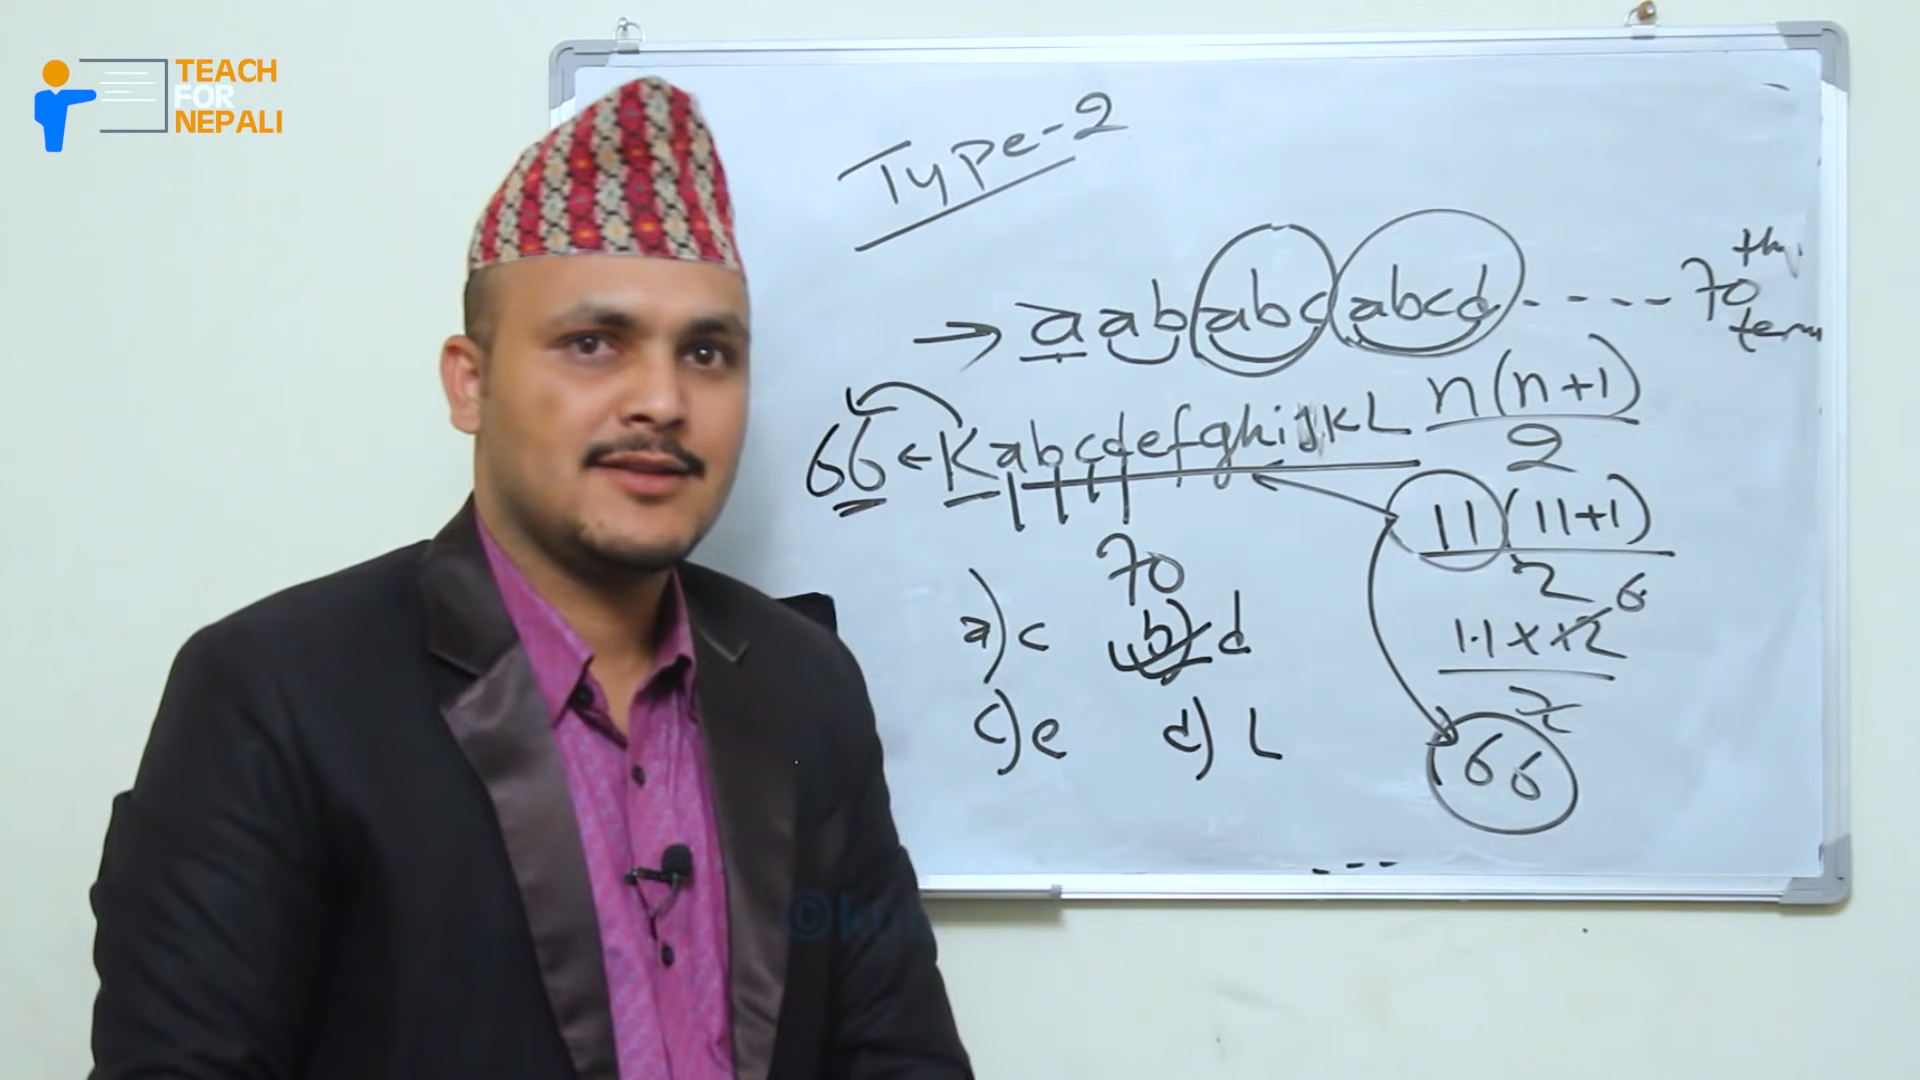 TEACH
FOR
NEPALI
Type-2
→ a ab abc abcd - - - - - 70th term
66 ← K abcdefghijkL
n(n+1)
2
11(11+1)
2
70
a) c b) d
c) e d) L
6
11 x 12
2
66